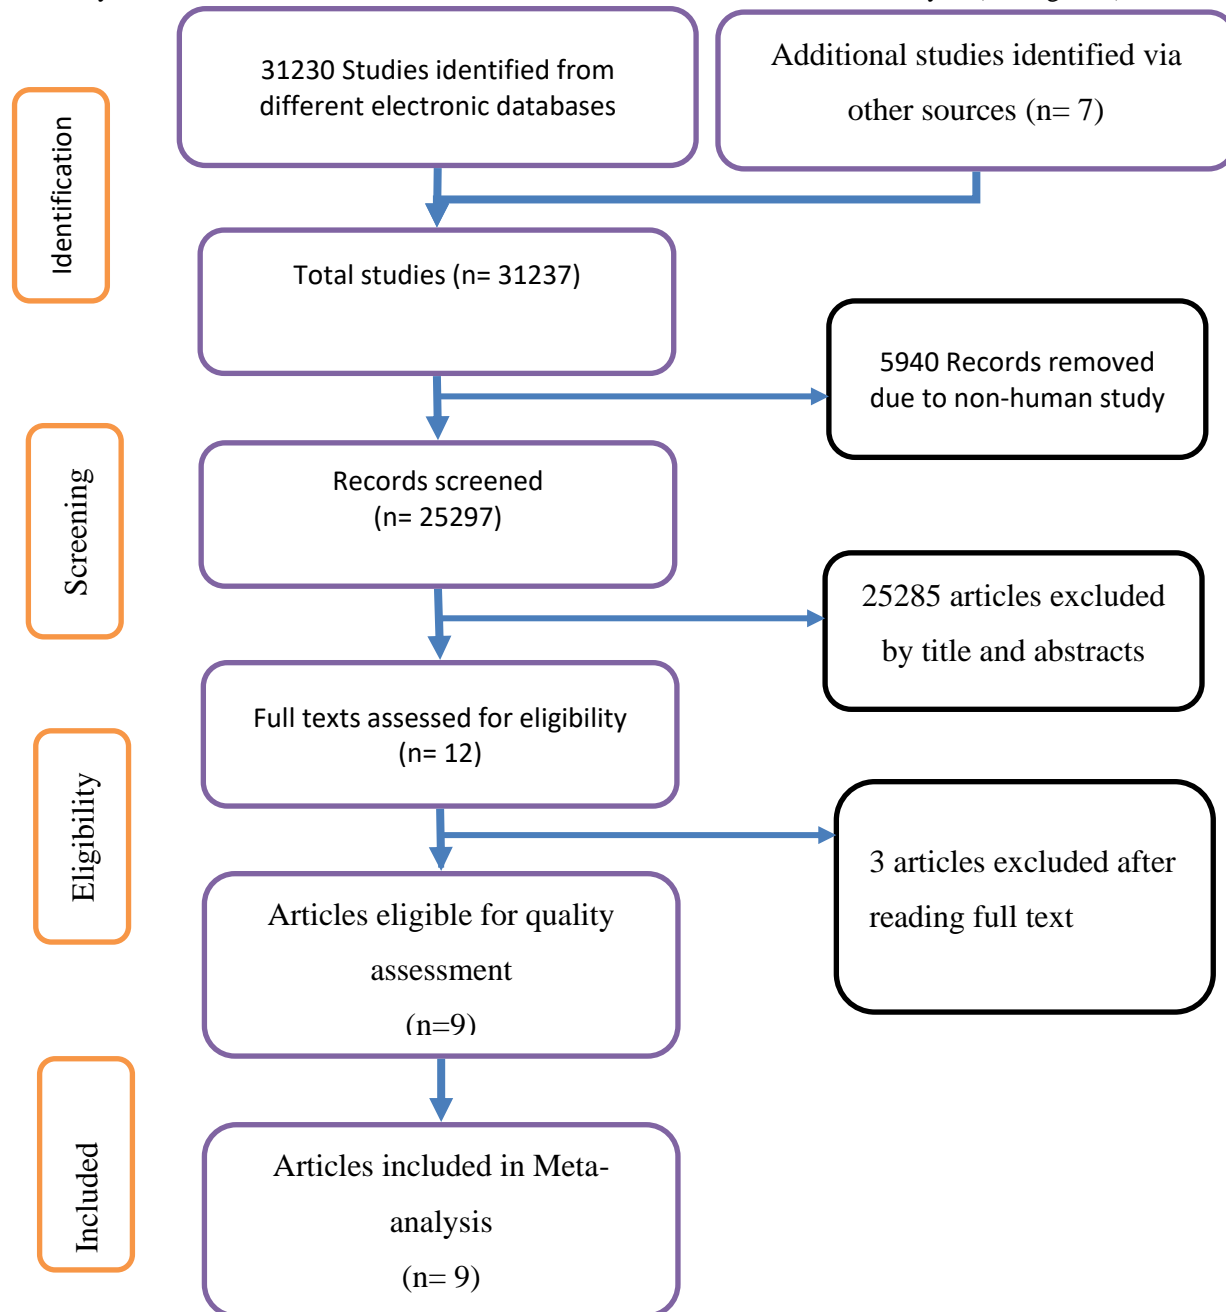 31230 Studies identified from
different electronic databases
Additional studies identified via
other sources (n= 7)
Identification
Total studies (n= 31237)
5940 Records removed
due to non-human study
Screening
Records screened
(n= 25297)
25285 articles excluded
by title and abstracts
Full texts assessed for eligibility
(n= 12)
Eligibility
3 articles excluded after
reading full text
Articles eligible for quality
assessment
(n=9)
Included
Articles included in Meta-
analysis
(n= 9)